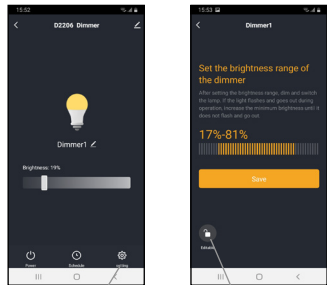 15:52
D2206 Dimmer
Dimmer1
Brightness: 19%
Power
Schedule
15:53
Dimmer1
Set the brightness range of
the dimmer
After setting the brightness range, dim and switch
the lamp. If the light flashes and goes out during
operation, increase the minimum brightness until it
does not flash and go out.
17%-81%
Save
Editable